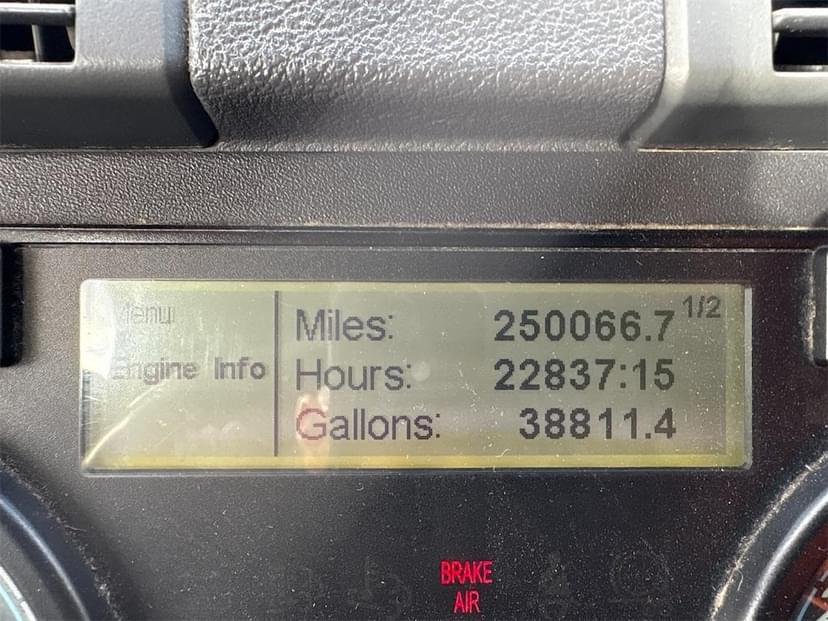 Menu
Engine Info
Miles: 250066.7 1/2
Hours: 22837:15
Gallons: 38811.4
BRAKE
AIR